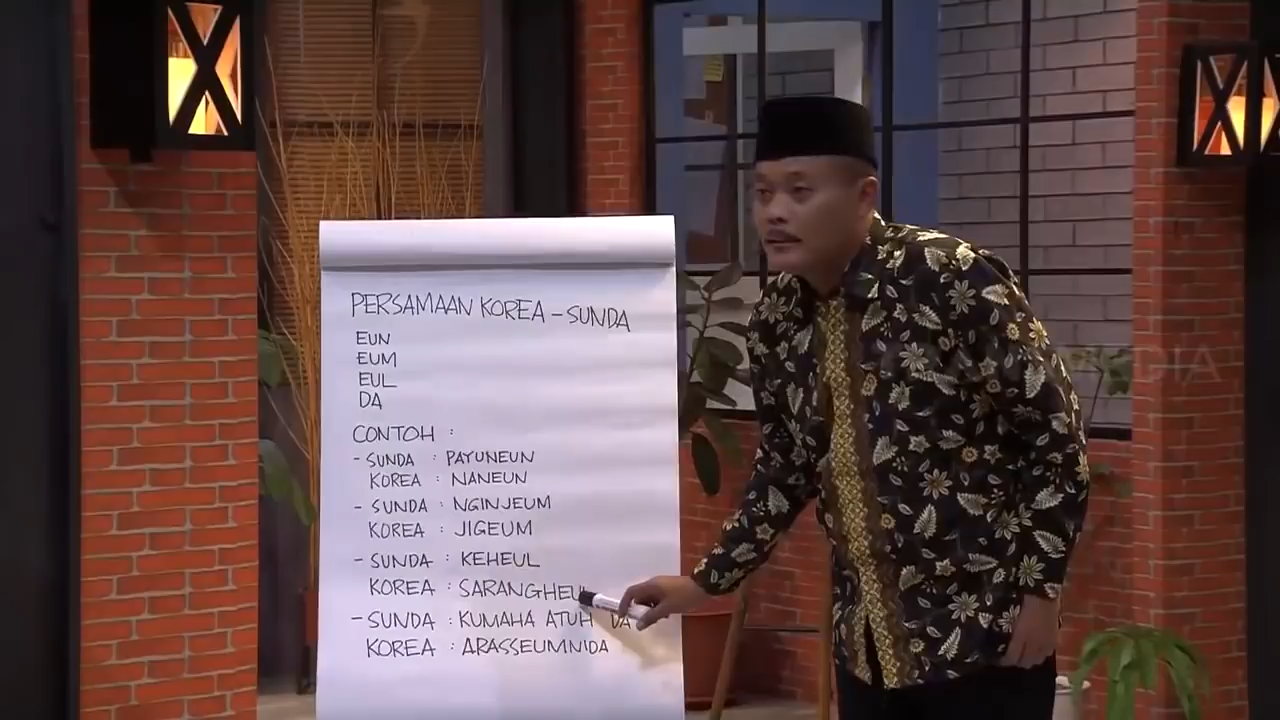 PERSAMAAN KOREA - SUNDA
EUN
EUM
EUL
DA
CONTOH :
- SUNDA : PAYUNEUN
KOREA : NANEUN
- SUNDA : NGINJEUM
KOREA : JIGEUM
- SUNDA : KEHEUL
KOREA : SARANGHEUL
- SUNDA : KUMAHA ATUH DA
KOREA : ARASSEUMNIDA